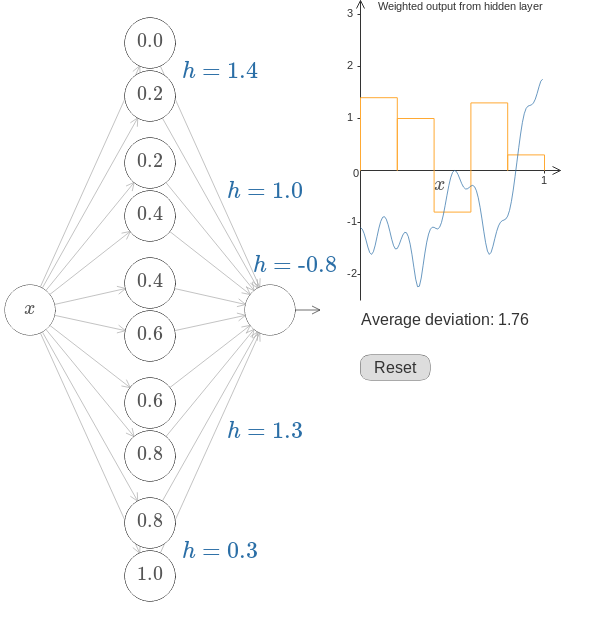 0.0
h = 1.4
0.2
0.2
h = 1.0
0.4
h = -0.8
0.4
x
0.6
0.6
h = 1.3
0.8
0.8
h = 0.3
1.0
Weighted output from hidden layer
3
2
1
0
x
1
-1
-2
Average deviation: 1.76
Reset